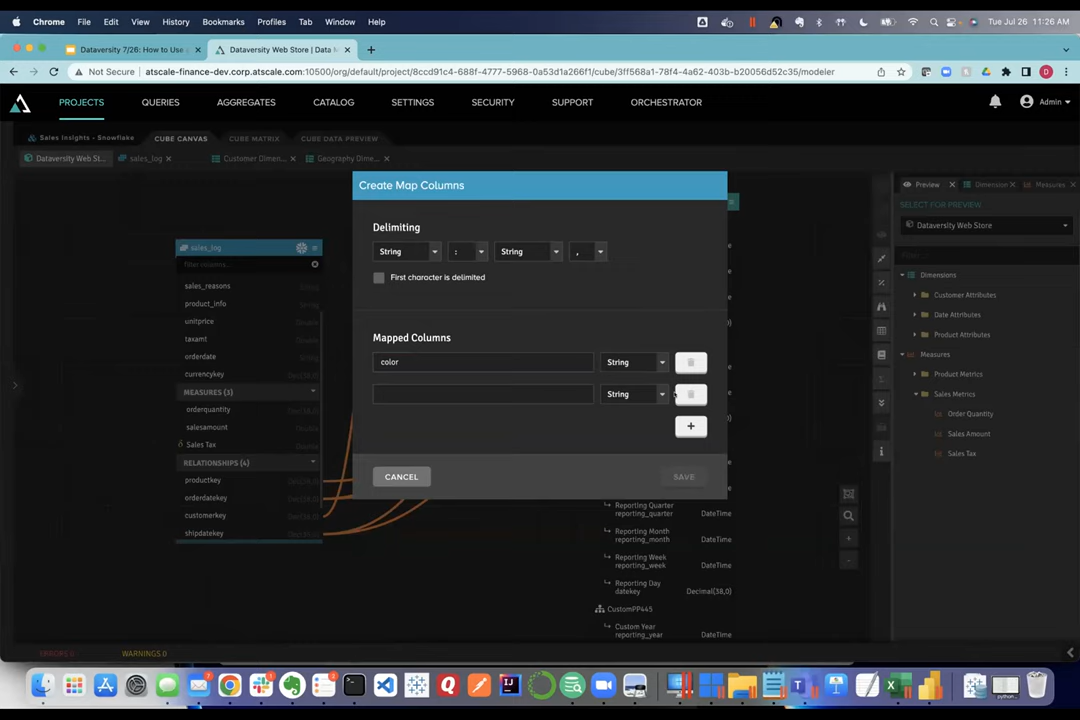 Chrome File Edit View History Bookmarks Profiles Tab Window Help Tue Jul 26 11:26 AM
Dataversity 7/26: How to Use Dataversity Web Store | Data M
Not Secure atscale-finance-dev.corp.atscale.com:10500/org/default/project/8ccd91c4-688f-4777-5968-0a53d1a266f1/cube/3ff568a1-78f4-4a62-403b-b20056d52c35/modeler
PROJECTS QUERIES AGGREGATES CATALOG SETTINGS SECURITY SUPPORT ORCHESTRATOR Admin
Sales Insights - Snowflake CUBE CANVAS CUBE MATRIX CUBE DATA PREVIEW
Dataversity Web St... sales_log Customer Dimen... Geography Dime...
Create Map Columns
Delimiting
String : String ,
First character is delimited
Mapped Columns
color String
String
+
CANCEL SAVE
sales_log
filter columns...
sales_reasons
product_info String
unitprice
taxamt
orderdate String
currencykey
MEASURES (3)
orderquantity
salesamount Double
Sales Tax Double
RELATIONSHIPS (4)
productkey
orderdatekey
customerkey
shipdatekey
Reporting Quarter
reporting_quarter DateTime
Reporting Month
reporting_month DateTime
Reporting Week
reporting_week DateTime
Reporting Day
datekey Decimal(38,0)
CustomPP445
Custom Year
reporting_year DateTime
Preview Dimension Measures
SELECT FOR PREVIEW
Dataversity Web Store
Dimensions
Customer Attributes
Date Attributes
Product Attributes
Measures
Product Metrics
Sales Metrics
Order Quantity
Sales Amount
Sales Tax
ERRORS 0 WARNINGS 0